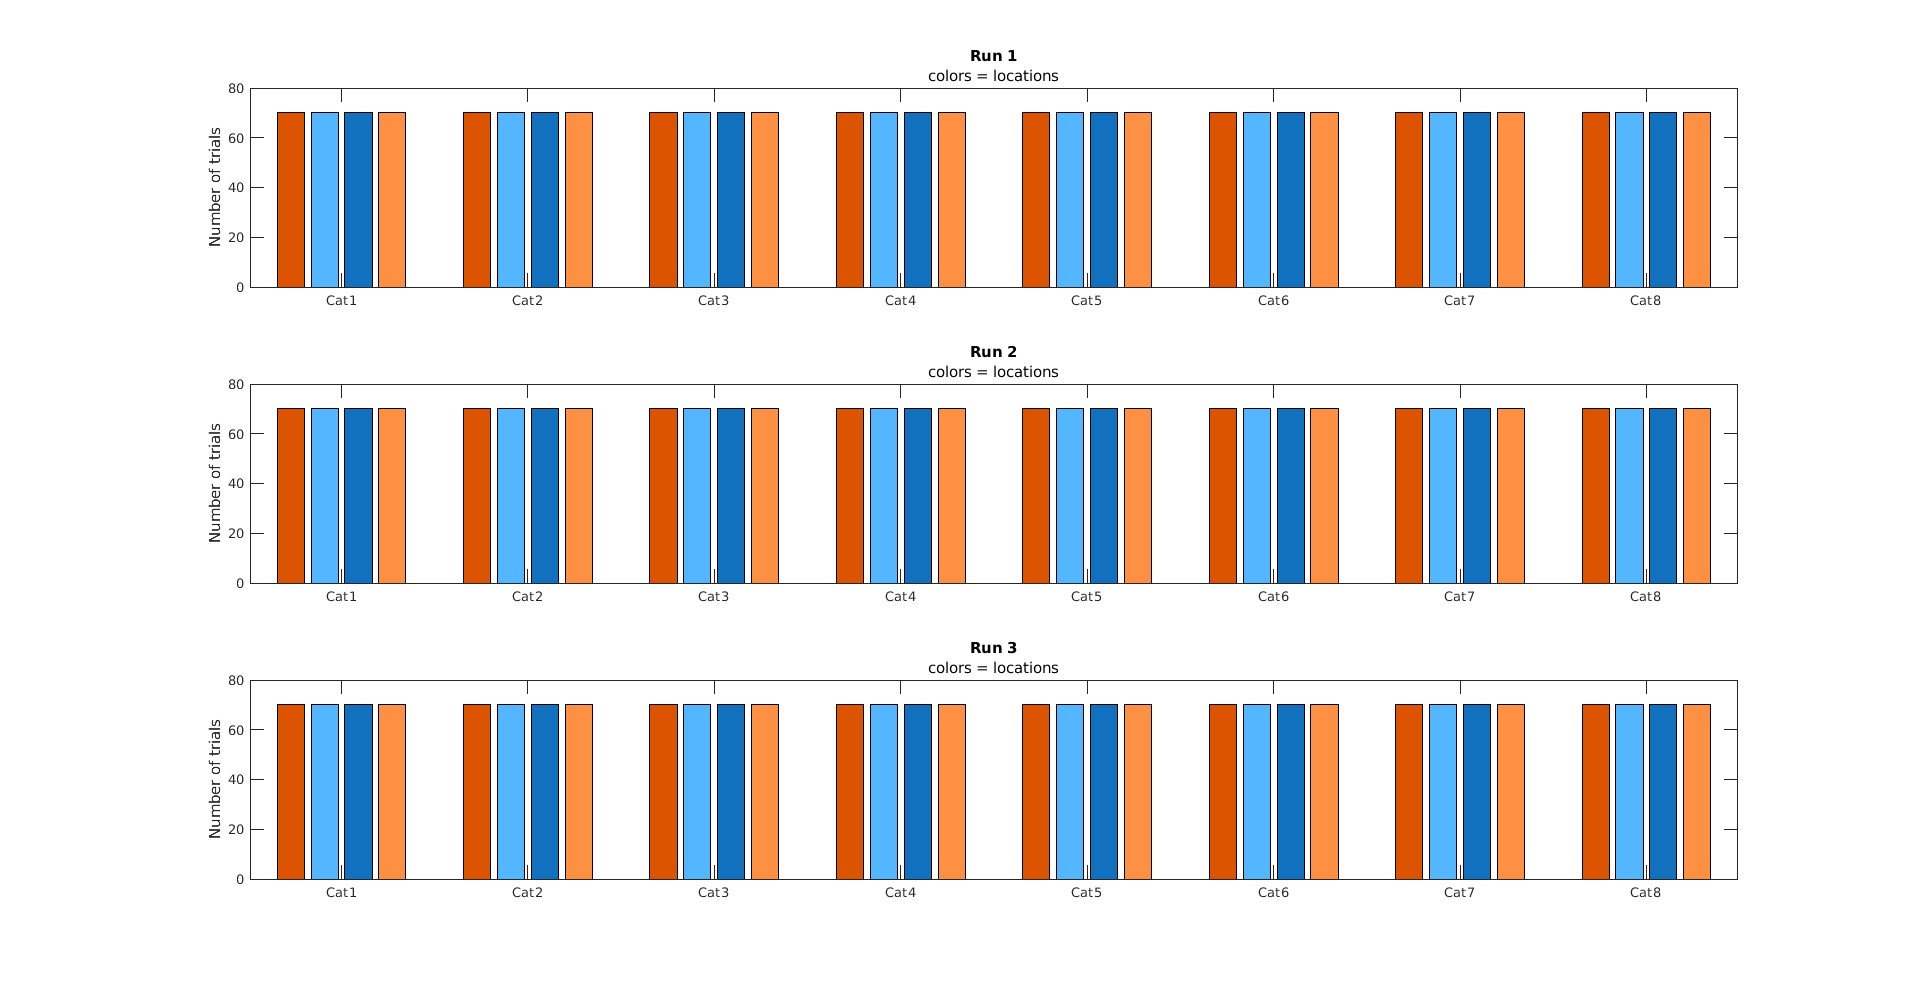 Run 1
colors = locations
Number of trials
80
60
40
20
0
Cat1 Cat2 Cat3 Cat4 Cat5 Cat6 Cat7 Cat8
Run 2
colors = locations
Number of trials
80
60
40
20
0
Cat1 Cat2 Cat3 Cat4 Cat5 Cat6 Cat7 Cat8
Run 3
colors = locations
Number of trials
80
60
40
20
0
Cat1 Cat2 Cat3 Cat4 Cat5 Cat6 Cat7 Cat8